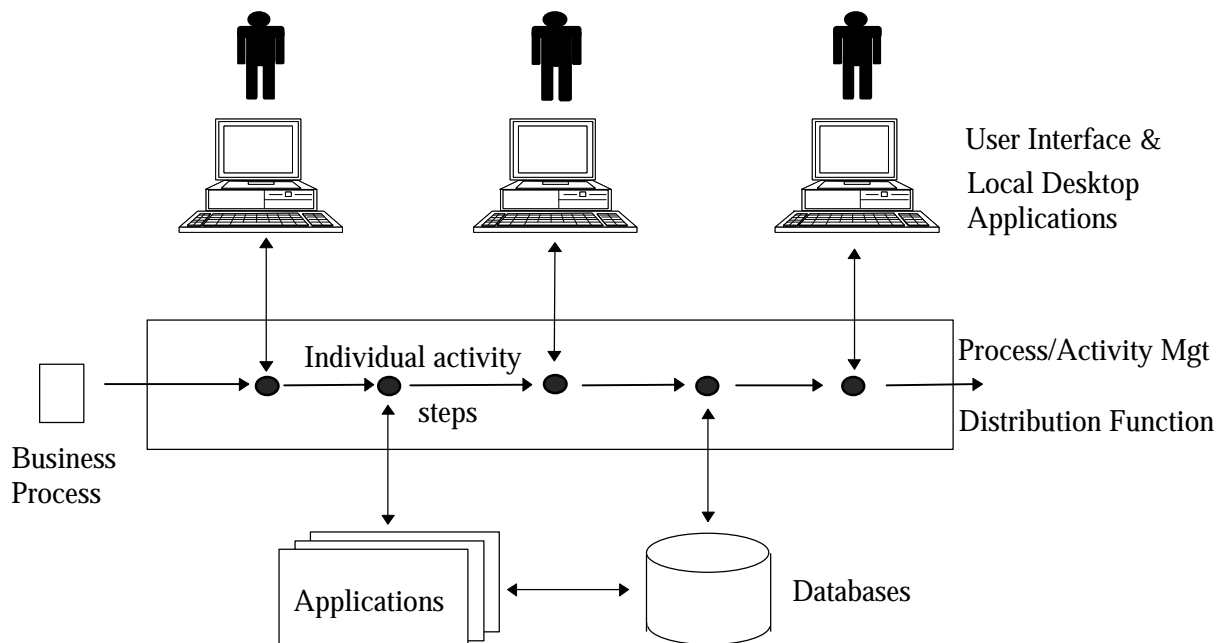 User Interface &
Local Desktop
Applications
Individual activity
steps
Process/Activity Mgt
Distribution Function
Business
Process
Applications
Databases